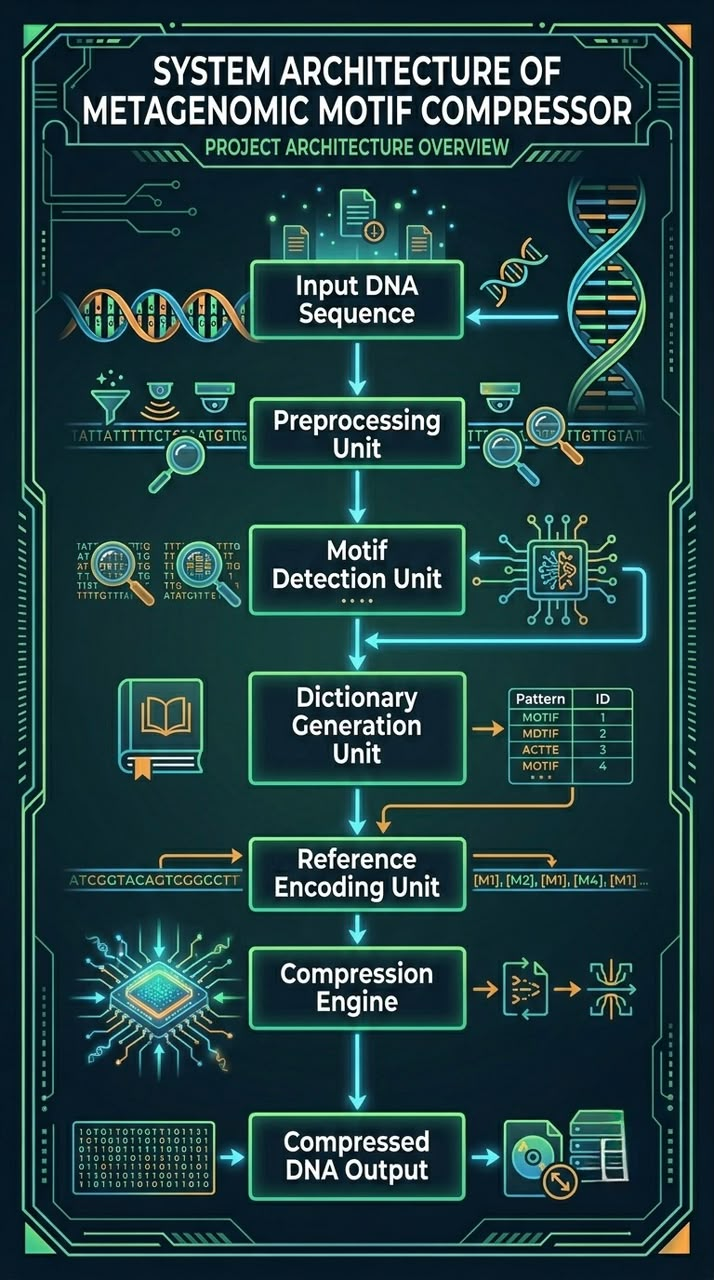 SYSTEM ARCHITECTURE OF
METAGENOMIC MOTIF COMPRESSOR
PROJECT ARCHITECTURE OVERVIEW
Input DNA
Sequence
Preprocessing
Unit
Motif
Detection Unit
Dictionary
Generation
Unit
Pattern ID
MOTIF 1
MDTIF 2
ACTTE 3
MOTIF 4
Reference
Encoding Unit
ATCGGTACAGTCGGCCTT
[M1], [M2], [M1], [M4], [M1] ...
Compression
Engine
Compressed
DNA Output